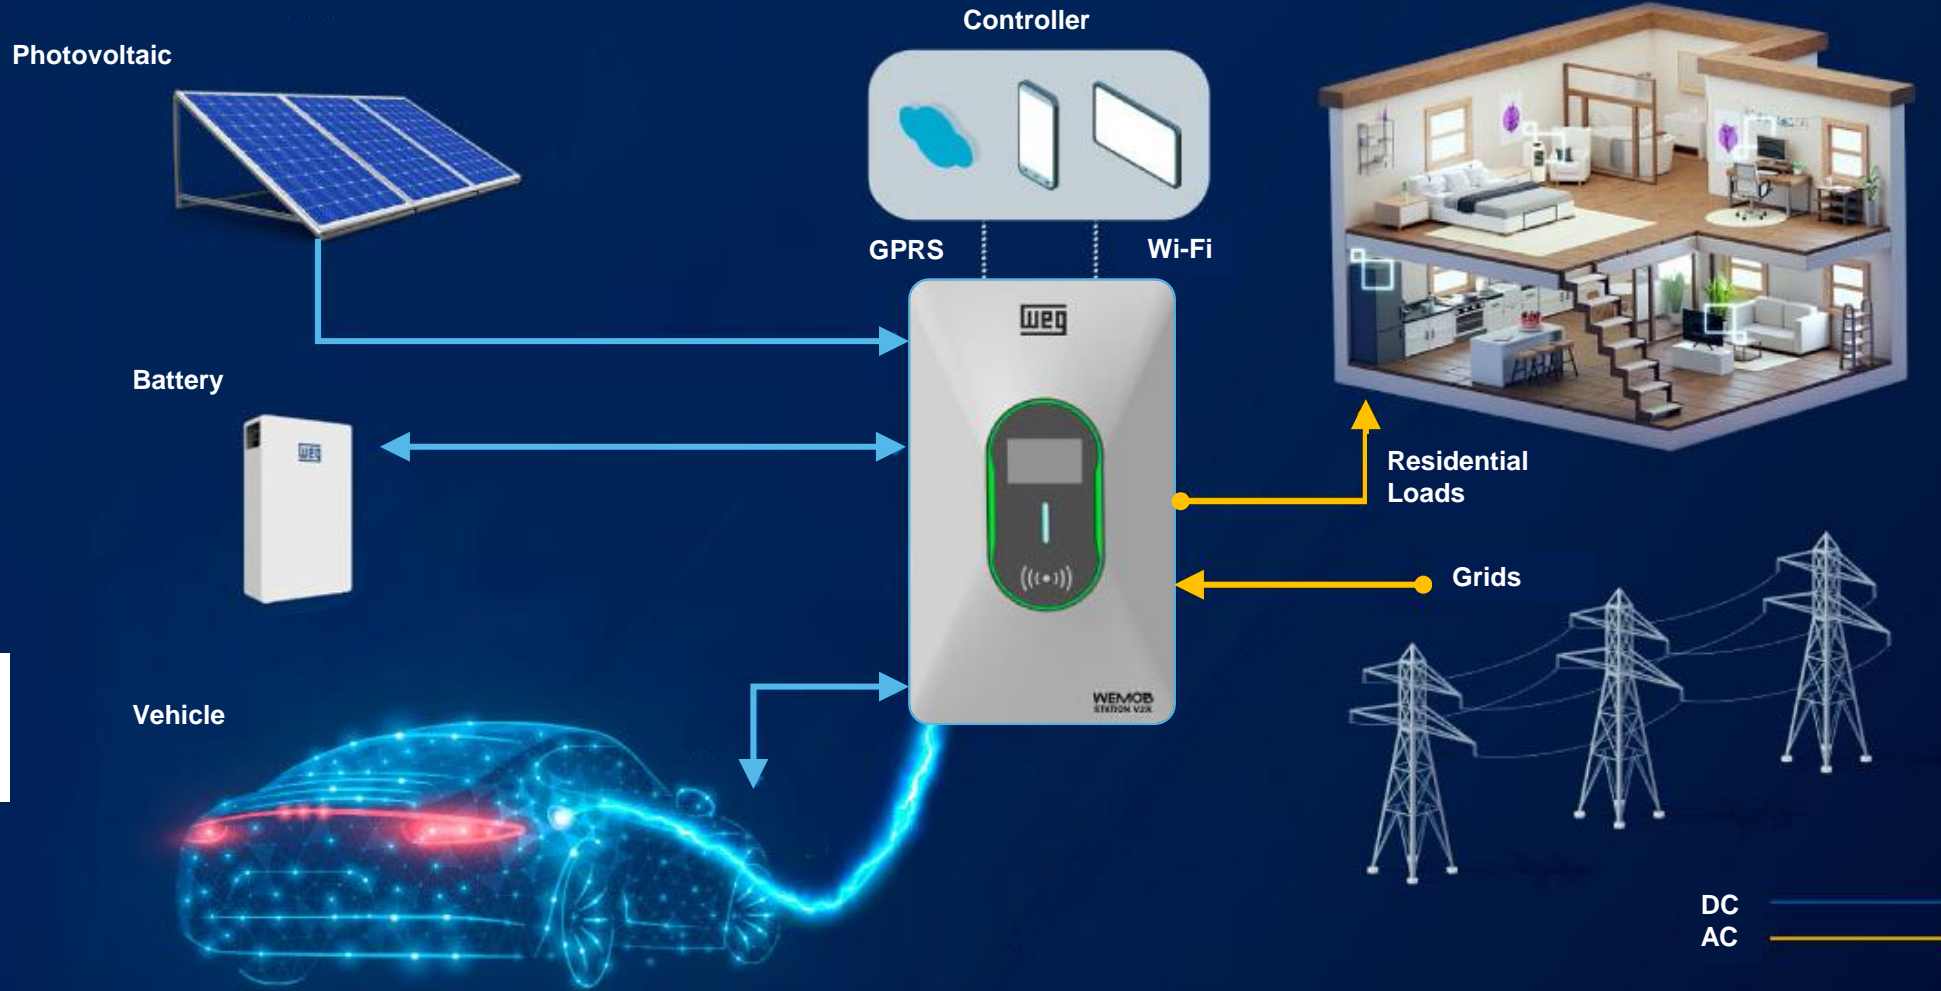 Controller
Photovoltaic
GPRS
Wi-Fi
weg
Battery
weg
Residential
Loads
Grids
WEMOB
STATION V2X
Vehicle
DC
AC